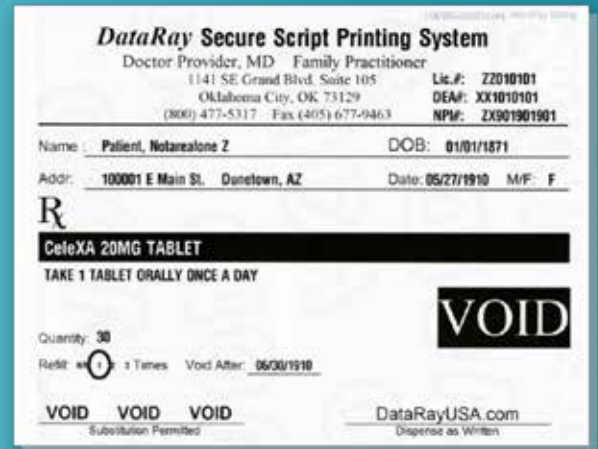 DataRay Secure Script Printing System
Doctor Provider, MD Family Practitioner
1141 SE Grand Blvd. Suite 105 Lic.#: ZZ010101
Oklahoma City, OK 73129 DEA#: XX1010101
(800) 477-5317 Fax (405) 677-9463 NPI#: ZX901901901
Name : Patient, Notarealone Z DOB: 01/01/1871
Addr: 100001 E Main St. Dunetown, AZ Date: 05/27/1910 M/F: F
Rx
CeleXA 20MG TABLET
TAKE 1 TABLET ORALLY ONCE A DAY
VOID
Quantity: 30
Refill: 1 Times Void After: 06/30/1910
VOID VOID VOID DataRayUSA.com
Substitution Permitted Dispense as Written